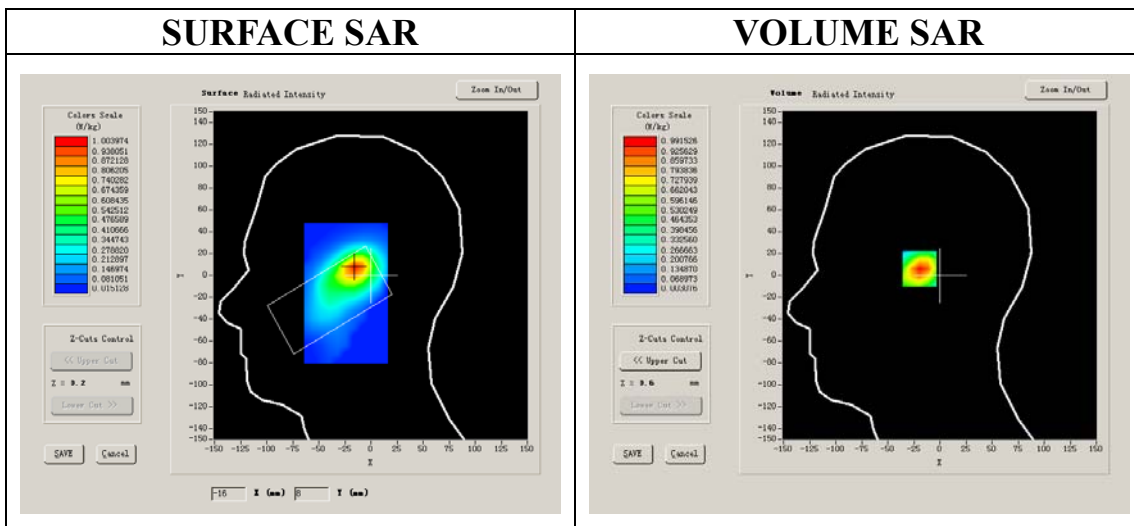 SURFACE SAR
VOLUME SAR
Surface Radiated Intensity
Zoom In/Out
Colors Scale
(W/kg)
1.003974
0.938051
0.872128
0.806205
0.740282
0.674359
0.608435
0.542512
0.476589
0.410666
0.344743
0.278820
0.212897
0.146974
0.081051
0.015128
150
140
120
100
80
60
40
20
0
-20
-40
-60
-80
-100
-120
-140
-150
Y
-150 -125 -100 -75 -50 -25 0 25 50 75 100 125 150
X
Z-Cuts Control
<< Upper Cut
Z = 3.2 mm
Lower Cut >>
SAVE Cancel
-16 X (mm) 8 Y (mm)
Volume Radiated Intensity
Zoom In/Out
Colors Scale
(W/kg)
0.991526
0.925629
0.859733
0.793836
0.727939
0.662043
0.596146
0.530249
0.464353
0.398456
0.332560
0.266663
0.200766
0.134870
0.068973
0.003076
150
140
120
100
80
60
40
20
0
-20
-40
-60
-80
-100
-120
-140
-150
Y
-150 -125 -100 -75 -50 -25 0 25 50 75 100 125 150
X
Z-Cuts Control
<< Upper Cut
mm
Lower Cut >>
SAVE Cancel